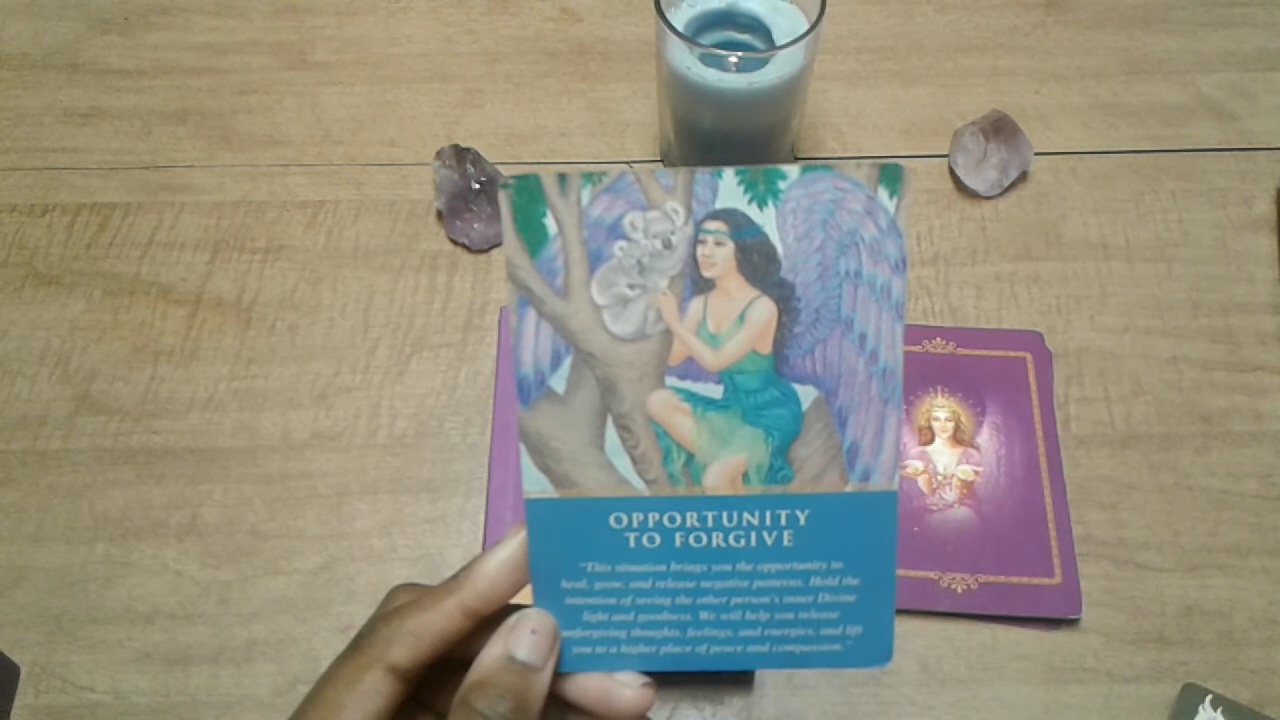 OPPORTUNITY
TO FORGIVE
"This situation brings you the opportunity to
heal, grow, and release negative patterns. Hold the
intention of seeing the other person's inner Divine
light and goodness. We will help you release
unforgiving thoughts, feelings, and energies, and lift
you to a higher place of peace and compassion."